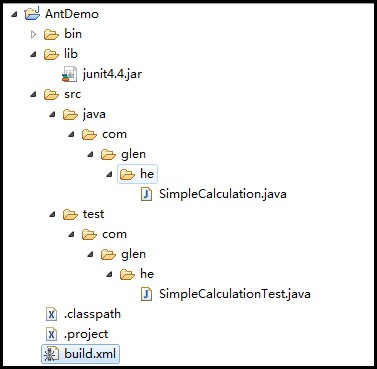 AntDemo
bin
lib
junit4.4.jar
src
java
com
glen
he
SimpleCalculation.java
test
com
glen
he
SimpleCalculationTest.java
.classpath
.project
build.xml